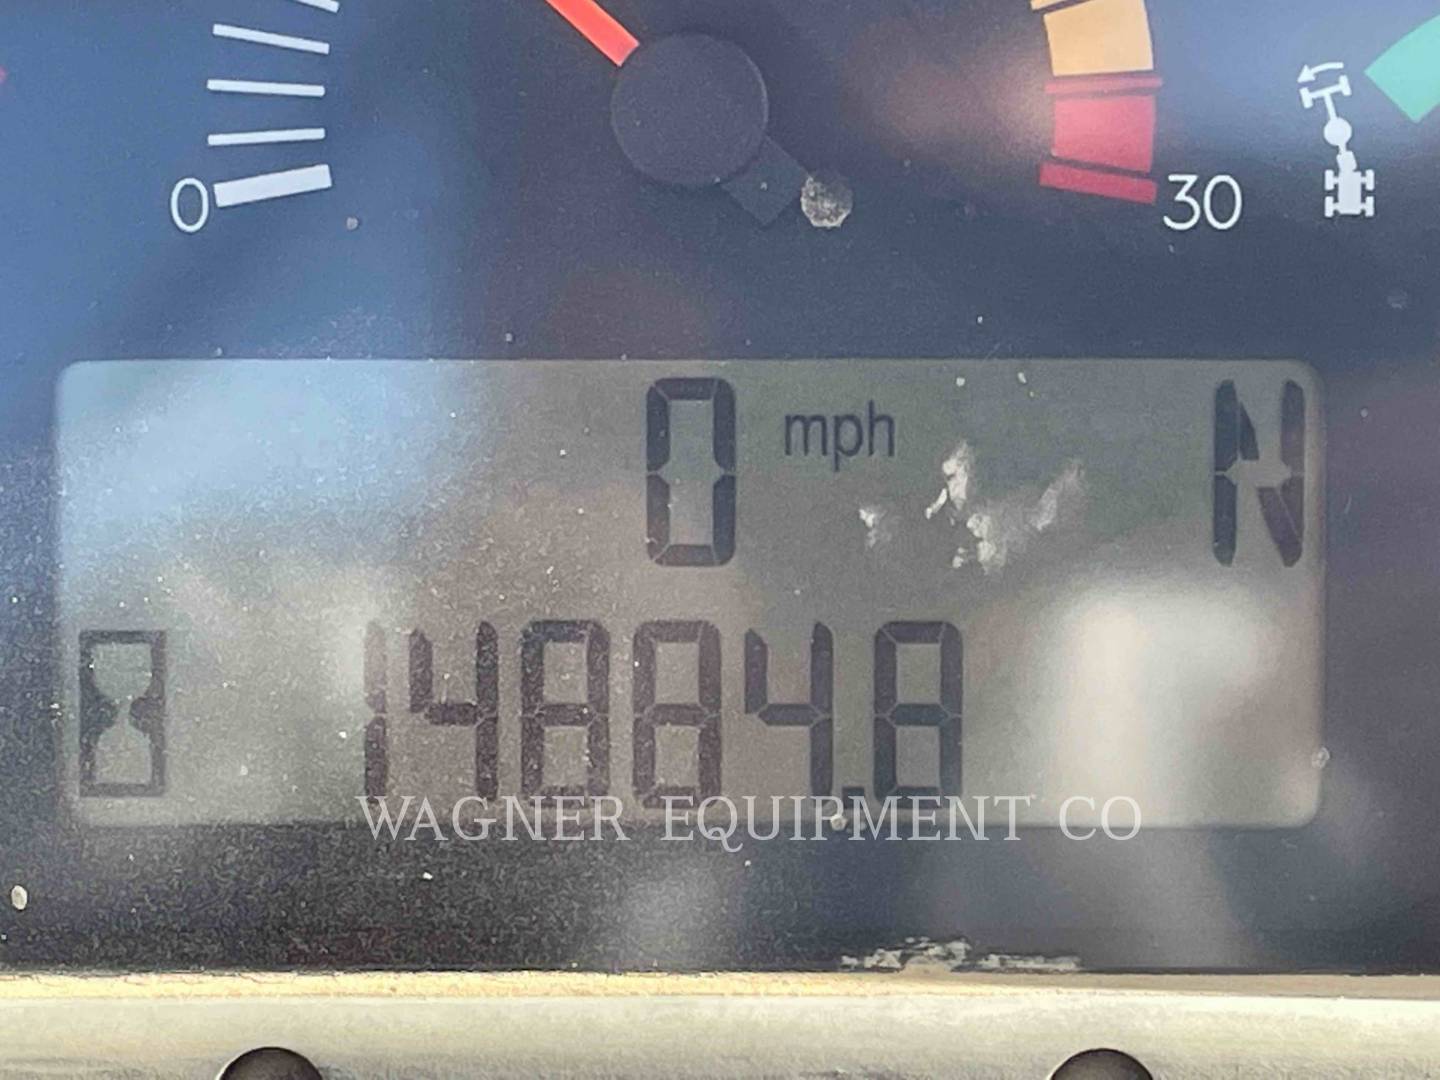 0
30
0 mph N
14884.8
WAGNER EQUIPMENT CO